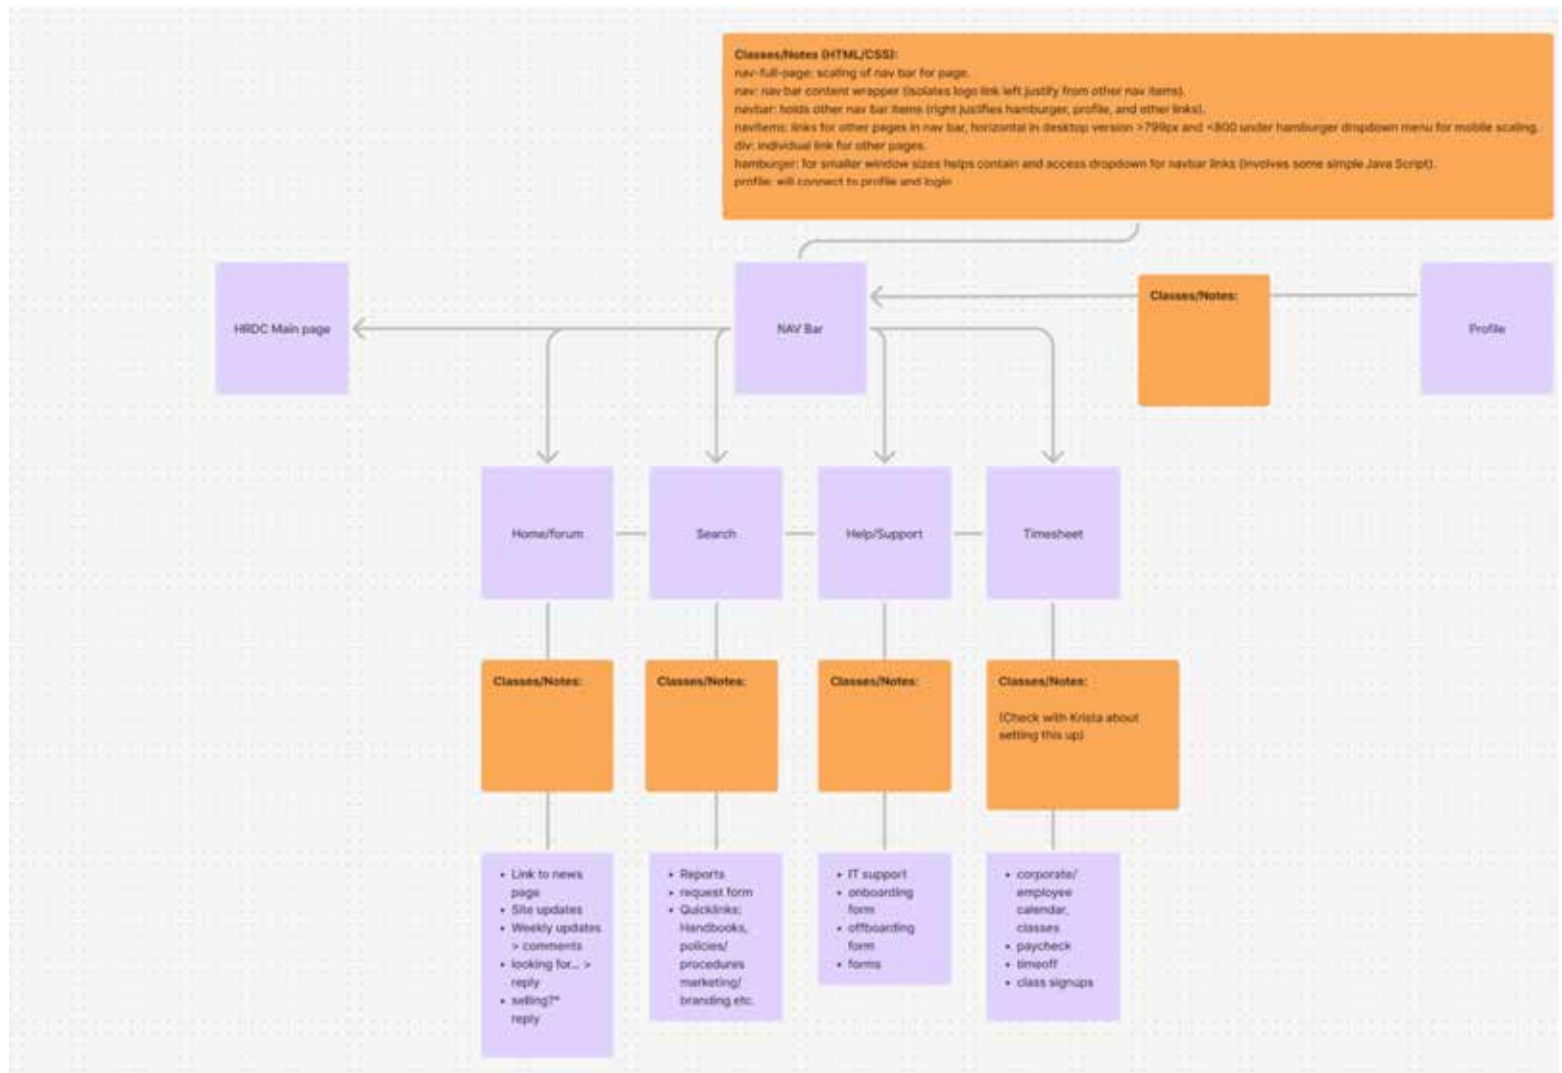 Classes/Notes (HTML/CSS):
nav-full-page: scaling of nav bar for page.
nav: nav bar content wrapper (isolates logo link left justify from other nav items).
navbar: holds other nav bar items (right justifies hamburger, profile, and other links).
navitems: links for other pages in nav bar, horizontal in desktop version >799px and <800 under hamburger dropdown menu for mobile scaling.
div: individual link for other pages.
hamburger: for smaller window sizes helps contain and access dropdown for navbar links (involves some simple Java Script).
profile: will connect to profile and login
HRDC Main page
NAV Bar
Classes/Notes:
Profile
Home/forum
Search
Help/Support
Timesheet
Classes/Notes:
Classes/Notes:
Classes/Notes:
Classes/Notes:
(Check with Krista about
setting this up)
• Link to news
page
• Site updates
• Weekly updates
> comments
• looking for... >
reply
• selling?*
reply
• Reports
• request form
• Quicklinks:
Handbooks,
policies/
procedures
marketing/
branding etc.
• IT support
• onboarding
form
• offboarding
form
• forms
• corporate/
employee
calendar,
classes
• paycheck
• timeoff
• class signups